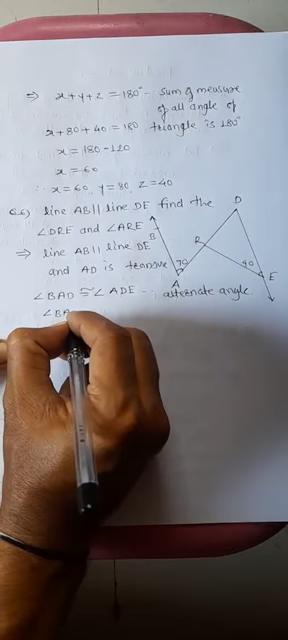 ⇒ x+y+z = 180° - sum of measure
of all angle of
x+80+40 = 180 triangle is 180°
x = 180-120
x = 60
∴ x=60, y=80, z=40
Q.6) line AB || line DE find the
∠DRE and ∠ARE
⇒ line AB || line DE
and AD is
∠BAD ≅ ∠ADE -- alternate angle
∠BA
D
B
R
70
40
A
E